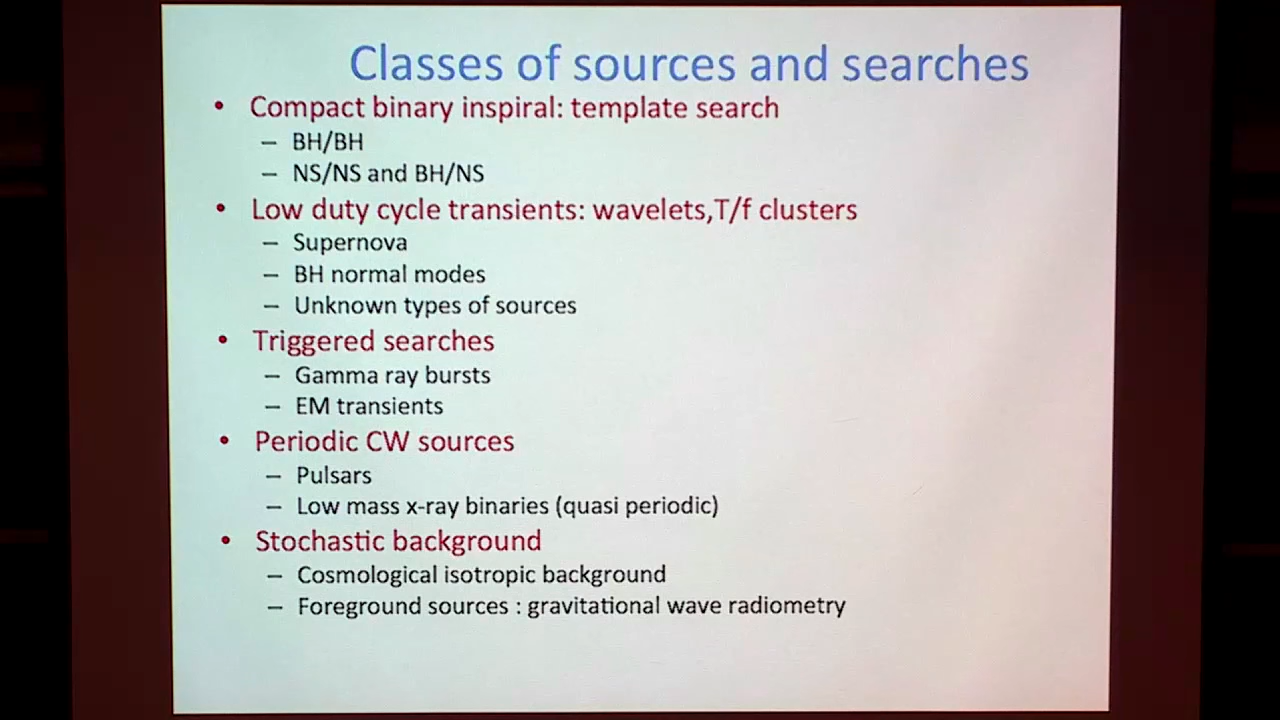 Classes of sources and searches
• Compact binary inspiral: template search
– BH/BH
– NS/NS and BH/NS
• Low duty cycle transients: wavelets,T/f clusters
– Supernova
– BH normal modes
– Unknown types of sources
• Triggered searches
– Gamma ray bursts
– EM transients
• Periodic CW sources
– Pulsars
– Low mass x-ray binaries (quasi periodic)
• Stochastic background
– Cosmological isotropic background
– Foreground sources : gravitational wave radiometry